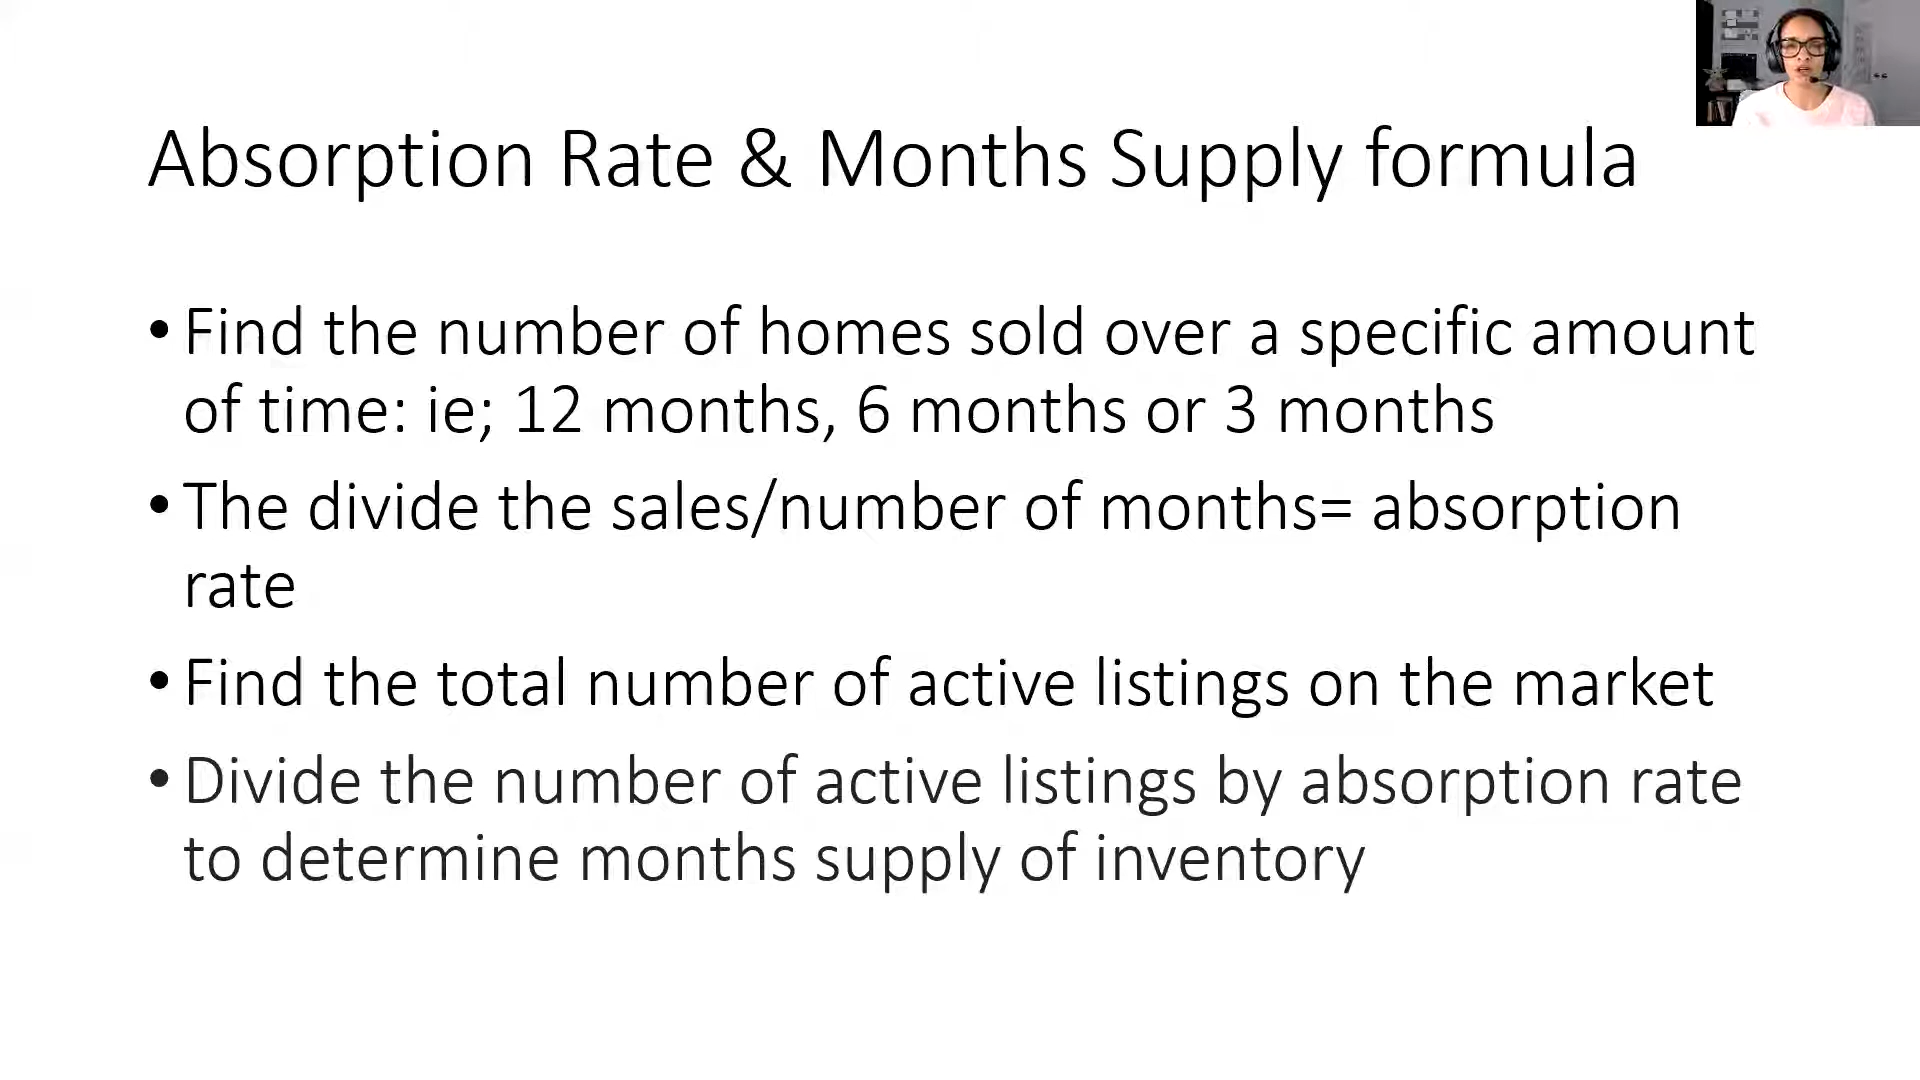 Absorption Rate & Months Supply formula
• Find the number of homes sold over a specific amount
of time: ie; 12 months, 6 months or 3 months
• The divide the sales/number of months= absorption
rate
• Find the total number of active listings on the market
• Divide the number of active listings by absorption rate
to determine months supply of inventory